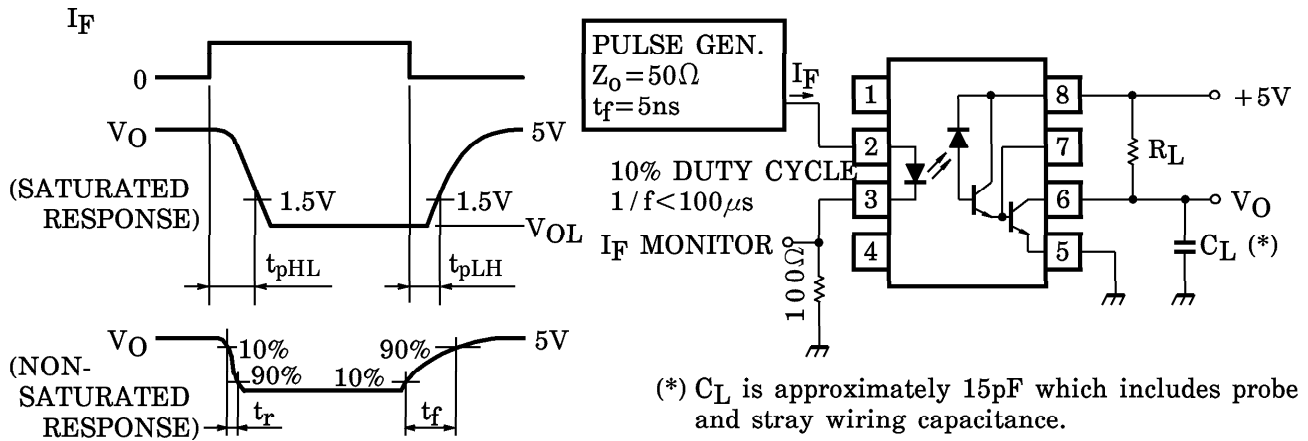 I_F
0
V_O
5V
(SATURATED
RESPONSE)
1.5V
1.5V
V_OL
t_pHL
t_pLH
V_O
5V
10%
90%
(NON-
SATURATED
RESPONSE)
90%
10%
t_r
t_f
PULSE GEN.
Z_o=50Ω
t_f=5ns
I_F
10% DUTY CYCLE
1/f<100μs
I_F MONITOR
100Ω
1
2
3
4
8
7
6
5
+5V
R_L
V_O
C_L (*)
(*) C_L is approximately 15pF which includes probe
and stray wiring capacitance.